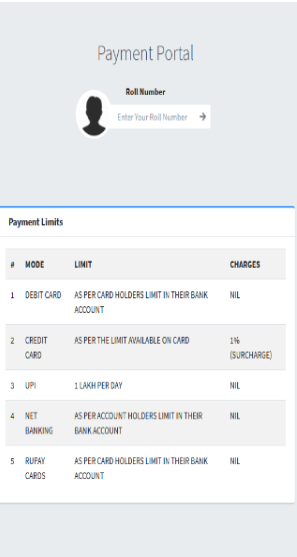 Payment Portal
Roll Number
Enter Your Roll Number
Payment Limits
# MODE LIMIT CHARGES
1 DEBIT CARD AS PER CARD HOLDERS LIMIT IN THEIR BANK NIL
ACCOUNT
2 CREDIT AS PER THE LIMIT AVAILABLE ON CARD 1%
CARD (SURCHARGE)
3 UPI 1 LAKH PER DAY NIL
4 NET AS PER ACCOUNT HOLDERS LIMIT IN THEIR NIL
BANKING BANK ACCOUNT
5 RUPAY AS PER CARD HOLDERS LIMIT IN THEIR BANK NIL
CARDS ACCOUNT